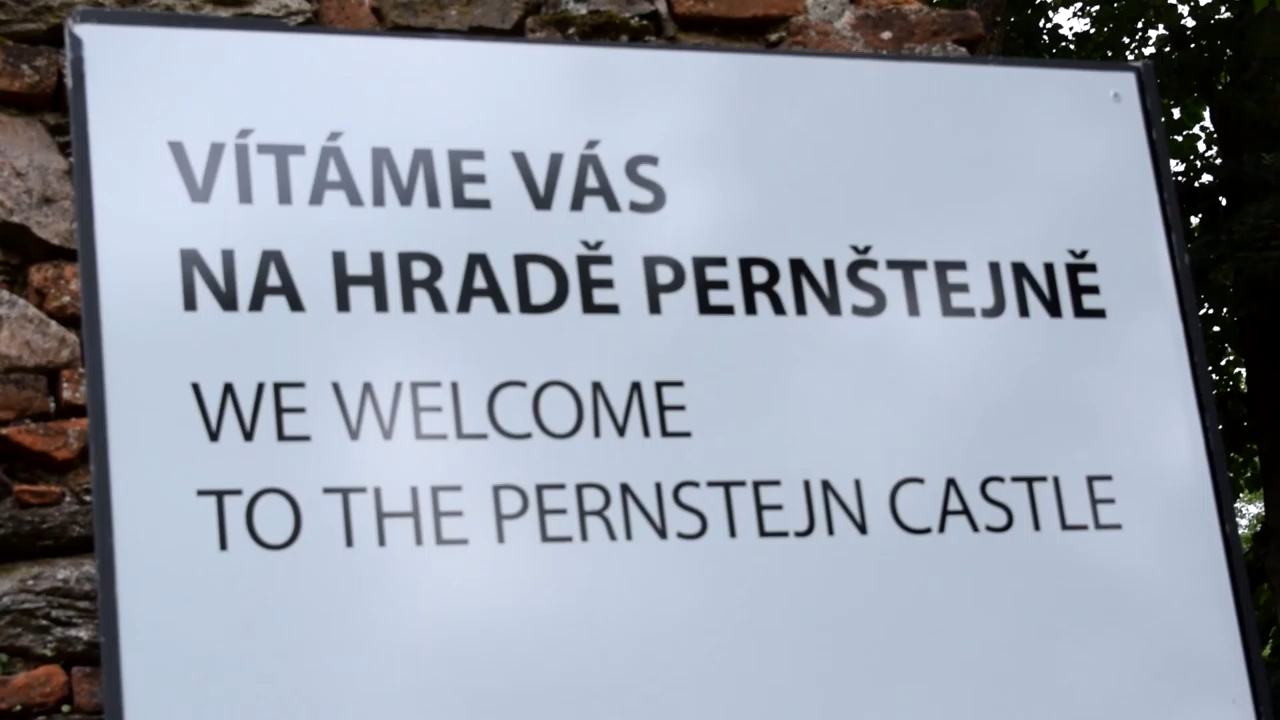 VÍTÁME VÁS
NA HRADĚ PERNŠTEJNĚ
WE WELCOME
TO THE PERNSTEJN CASTLE